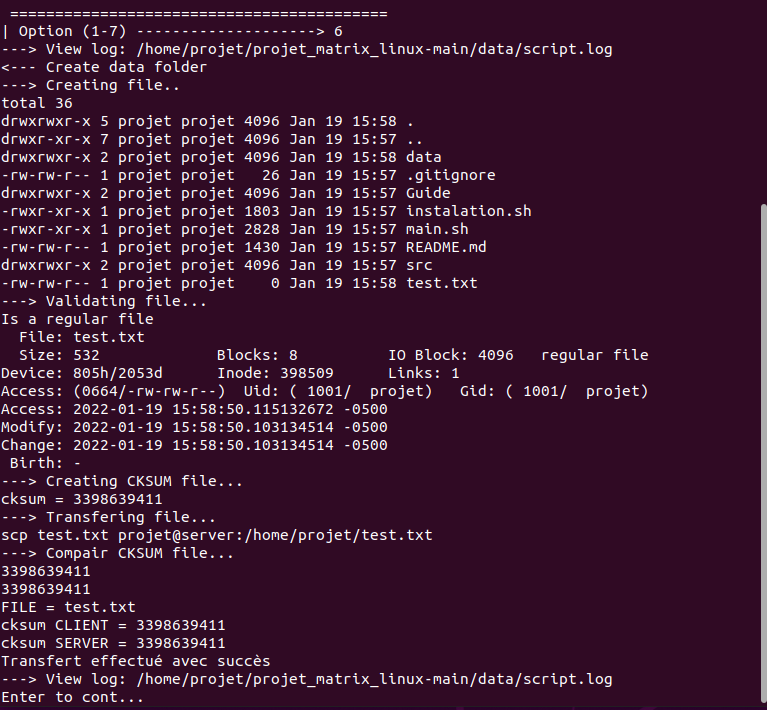 ==========================================
| Option (1-7) --------------------> 6
---> View log: /home/projet/projet_matrix_linux-main/data/script.log
<--- Create data folder
---> Creating file..
total 36
drwxrwxr-x 5 projet projet 4096 Jan 19 15:58 .
drwxr-xr-x 7 projet projet 4096 Jan 19 15:57 ..
drwxrwxr-x 2 projet projet 4096 Jan 19 15:58 data
-rw-rw-r-- 1 projet projet   26 Jan 19 15:57 .gitignore
drwxrwxr-x 2 projet projet 4096 Jan 19 15:57 Guide
-rwxr-xr-x 1 projet projet 1803 Jan 19 15:57 instalation.sh
-rwxr-xr-x 1 projet projet 2828 Jan 19 15:57 main.sh
-rw-rw-r-- 1 projet projet 1430 Jan 19 15:57 README.md
drwxrwxr-x 2 projet projet 4096 Jan 19 15:57 src
-rw-rw-r-- 1 projet projet    0 Jan 19 15:58 test.txt
---> Validating file...
Is a regular file
  File: test.txt
  Size: 532             Blocks: 8          IO Block: 4096   regular file
Device: 805h/2053d      Inode: 398509      Links: 1
Access: (0664/-rw-rw-r--)  Uid: ( 1001/  projet)   Gid: ( 1001/  projet)
Access: 2022-01-19 15:58:50.115132672 -0500
Modify: 2022-01-19 15:58:50.103134514 -0500
Change: 2022-01-19 15:58:50.103134514 -0500
 Birth: -
---> Creating CKSUM file...
cksum = 3398639411
---> Transfering file...
scp test.txt projet@server:/home/projet/test.txt
---> Compair CKSUM file...
3398639411
3398639411
FILE = test.txt
cksum CLIENT = 3398639411
cksum SERVER = 3398639411
Transfert effectué avec succès
---> View log: /home/projet/projet_matrix_linux-main/data/script.log
Enter to cont...